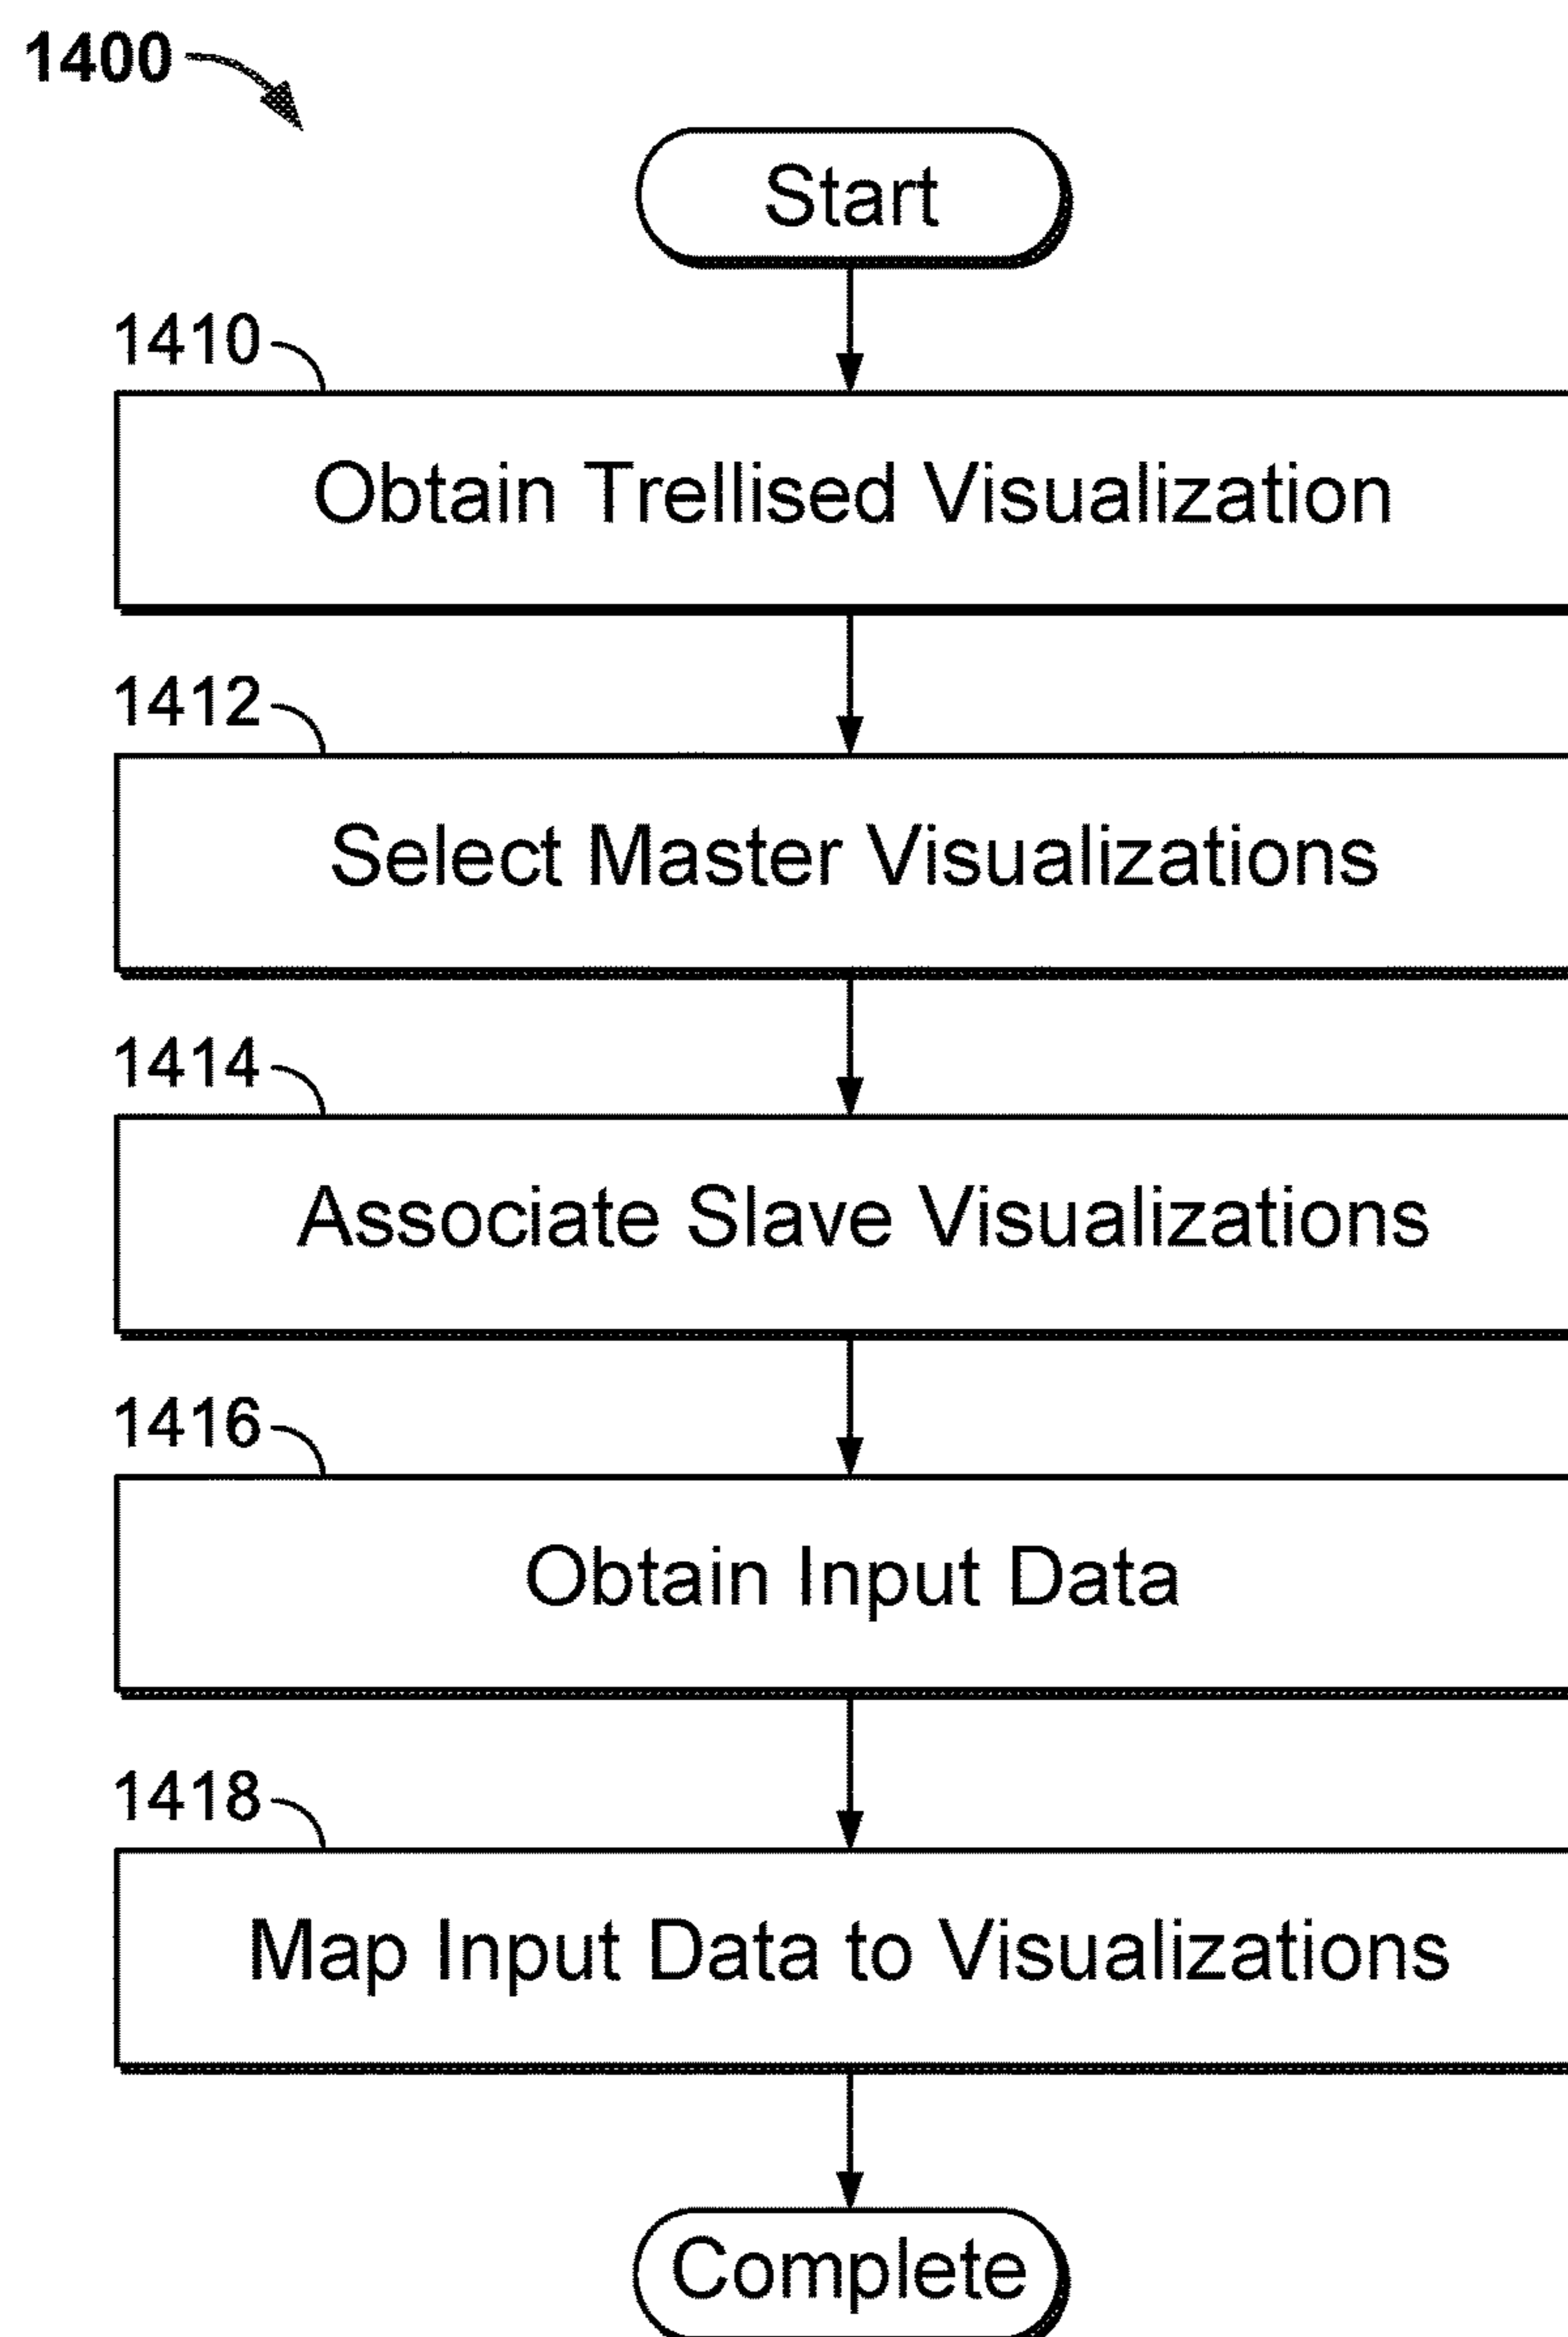 1400
Start
1410
Obtain Trellised Visualization
1412
Select Master Visualizations
1414
Associate Slave Visualizations
1416
Obtain Input Data
1418
Map Input Data to Visualizations
Complete